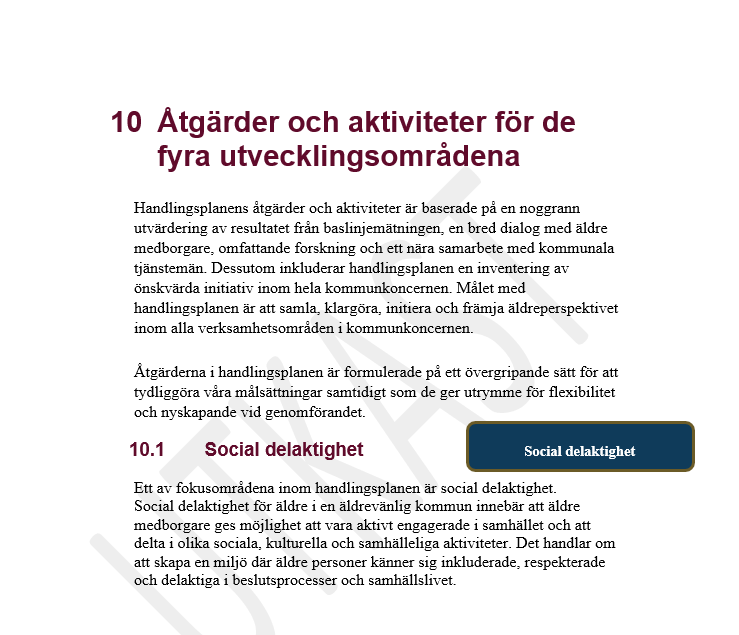 10 Åtgärder och aktiviteter för de
fyra utvecklingsområdena
Handlingsplanens åtgärder och aktiviteter är baserade på en noggrann
utvärdering av resultatet från baslinjemätningen, en bred dialog med äldre
medborgare, omfattande forskning och ett nära samarbete med kommunala
tjänstemän. Dessutom inkluderar handlingsplanen en inventering av
önskvärda initiativ inom hela kommunkoncernen. Målet med
handlingsplanen är att samla, klargöra, initiera och främja äldreperspektivet
inom alla verksamhetsområden i kommunkoncernen.
Åtgärderna i handlingsplanen är formulerade på ett övergripande sätt för att
tydliggöra våra målsättningar samtidigt som de ger utrymme för flexibilitet
och nyskapande vid genomförandet.
10.1 Social delaktighet
Social delaktighet
Ett av fokusområdena inom handlingsplanen är social delaktighet.
Social delaktighet för äldre i en äldrevänlig kommun innebär att äldre
medborgare ges möjlighet att vara aktivt engagerade i samhället och att
delta i olika sociala, kulturella och samhälleliga aktiviteter. Det handlar om
att skapa en miljö där äldre personer känner sig inkluderade, respekterade
och delaktiga i beslutsprocesser och samhällslivet.
UTKAST